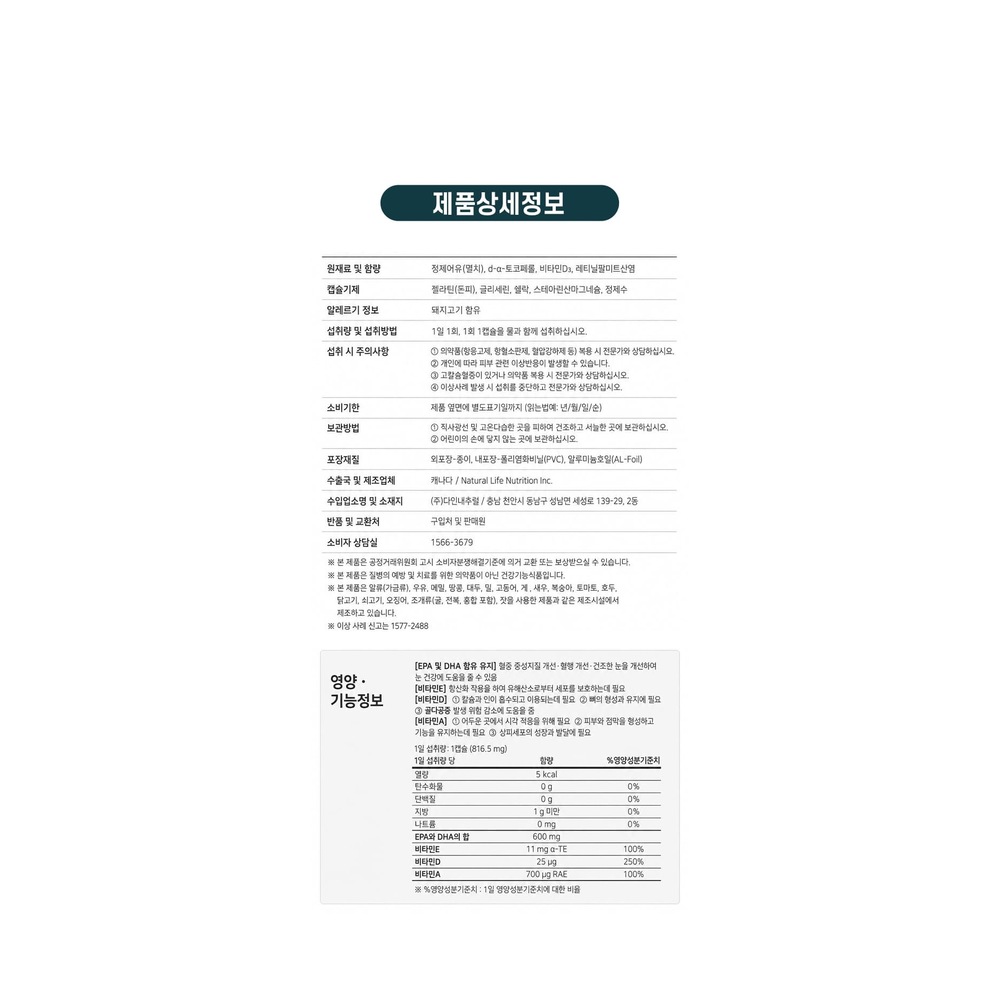 제품상세정보
원재료 및 함량 정제어유(멸치), d-α-토코페롤, 비타민D₃, 레티닐팔미트산염
캡슐기제 젤라틴(돈피), 글리세린, 쉘락, 스테아린산마그네슘, 정제수
알레르기 정보 돼지고기 함유
섭취량 및 섭취방법 1일 1회, 1회 1캡슐을 물과 함께 섭취하십시오.
섭취 시 주의사항 ① 의약품(항응고제, 항혈소판제, 혈압강하제 등) 복용 시 전문가와 상담하십시오.
② 개인에 따라 피부 관련 이상반응이 발생할 수 있습니다.
③ 고칼슘혈증이 있거나 의약품 복용 시 전문가와 상담하십시오.
④ 이상사례 발생 시 섭취를 중단하고 전문가와 상담하십시오.
소비기한 제품 옆면에 별도표기일까지 (읽는법예: 년/월/일/순)
보관방법 ① 직사광선 및 고온다습한 곳을 피하여 건조하고 서늘한 곳에 보관하십시오.
② 어린이의 손에 닿지 않는 곳에 보관하십시오.
포장재질 외포장-종이, 내포장-폴리염화비닐(PVC), 알루미늄호일(AL-Foil)
수출국 및 제조업체 캐나다 / Natural Life Nutrition Inc.
수입업소명 및 소재지 (주)다인내추럴 / 충남 천안시 동남구 성남면 세성로 139-29, 2동
반품 및 교환처 구입처 및 판매원
소비자 상담실 1566-3679
※ 본 제품은 공정거래위원회 고시 소비자분쟁해결기준에 의거 교환 또는 보상받으실 수 있습니다.
※ 본 제품은 질병의 예방 및 치료를 위한 의약품이 아닌 건강기능식품입니다.
※ 본 제품은 알류(가금류), 우유, 메밀, 땅콩, 대두, 밀, 고등어, 게 , 새우, 복숭아, 토마토, 호두,
닭고기, 쇠고기, 오징어, 조개류(굴, 전복, 홍합 포함), 잣을 사용한 제품과 같은 제조시설에서
제조하고 있습니다.
※ 이상 사례 신고는 1577-2488
영양 ·
기능정보
[EPA 및 DHA 함유 유지] 혈중 중성지질 개선·혈행 개선·건조한 눈을 개선하여
눈 건강에 도움을 줄 수 있음
[비타민E] 항산화 작용을 하여 유해산소로부터 세포를 보호하는데 필요
[비타민D] ① 칼슘과 인이 흡수되고 이용되는데 필요 ② 뼈의 형성과 유지에 필요
③ 골다공증 발생 위험 감소에 도움을 줌
[비타민A] ① 어두운 곳에서 시각 적응을 위해 필요 ② 피부와 점막을 형성하고
기능을 유지하는데 필요 ③ 상피세포의 성장과 발달에 필요
1일 섭취량: 1캡슐 (816.5 mg)
1일 섭취량 당 함량 %영양성분기준치
열량 5 kcal
탄수화물 0 g 0%
단백질 0 g 0%
지방 1 g 미만 0%
나트륨 0 mg 0%
EPA와 DHA의 합 600 mg
비타민E 11 mg α-TE 100%
비타민D 25 μg 250%
비타민A 700 μg RAE 100%
※ %영양성분기준치 : 1일 영양성분기준치에 대한 비율